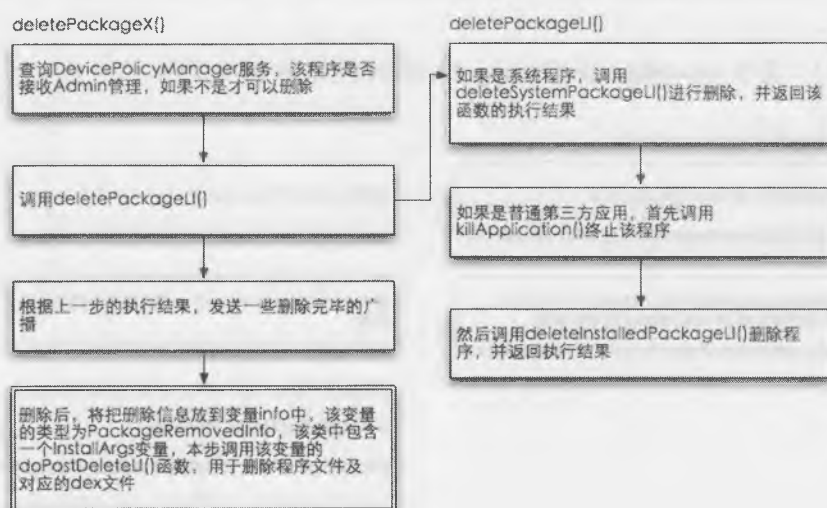 deletePackageX()
查询DevicePolicyManager服务，该程序是否
接收Admin管理，如果不是才可以删除
调用deletePackageLI()
根据上一步的执行结果，发送一些删除完毕的广
播
删除后，将把删除信息放到变量info中，该变量
的类型为PackageRemovedInfo，该类中包含
一个InstallArgs变量，本步调用该变量的
doPostDeleteLI()函数，用于删除程序文件及
对应的dex文件
deletePackageLI()
如果是系统程序，调用
deleteSystemPackageLI()进行删除，并返回该
函数的执行结果
如果是普通第三方应用，首先调用
killApplication()终止该程序
然后调用deleteInstalledPackageLI()删除程
序，并返回执行结果